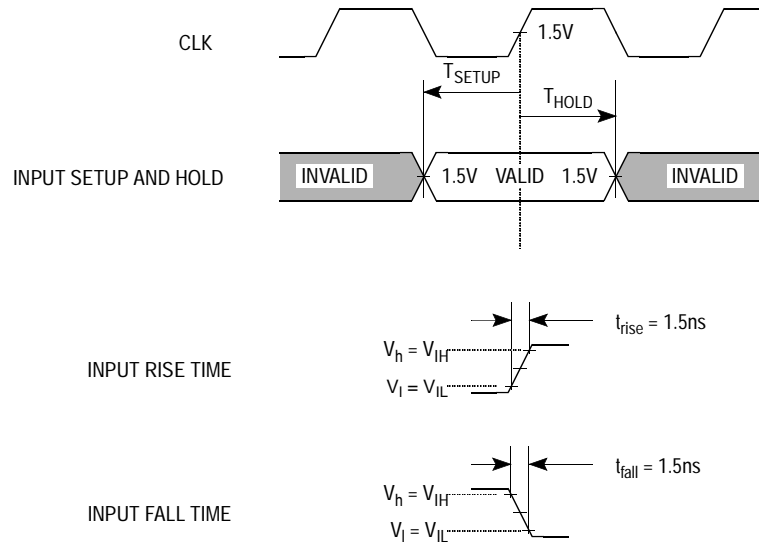 CLK
1.5V
TSETUP
THOLD
INPUT SETUP AND HOLD
INVALID
1.5V VALID 1.5V
INVALID
trise = 1.5ns
Vh = VIH
INPUT RISE TIME
Vl = VIL
tfall = 1.5ns
Vh = VIH
INPUT FALL TIME
Vl = VIL